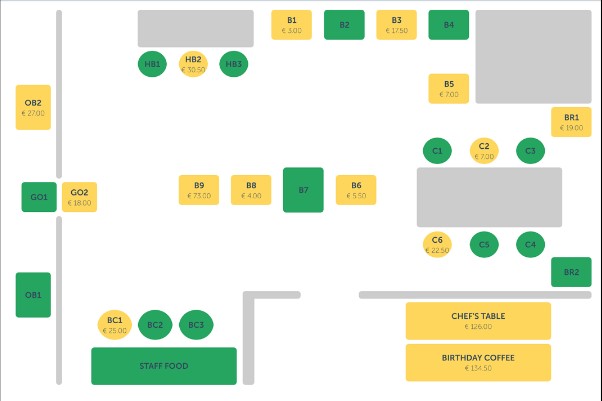 B1
€ 3.00
B2
B3
€ 17.50
B4
HB1
HB2
€ 30.50
HB3
B5
€ 7.00
OB2
€ 27.00
BR1
€ 19.00
C1
C2
€ 7.00
C3
GO1
GO2
€ 18.00
B9
€ 73.00
B8
€ 4.00
B7
B6
€ 5.50
C6
€ 22.50
C5
C4
BR2
OB1
BC1
€ 25.00
BC2
BC3
CHEF'S TABLE
€ 126.00
STAFF FOOD
BIRTHDAY COFFEE
€ 134.50